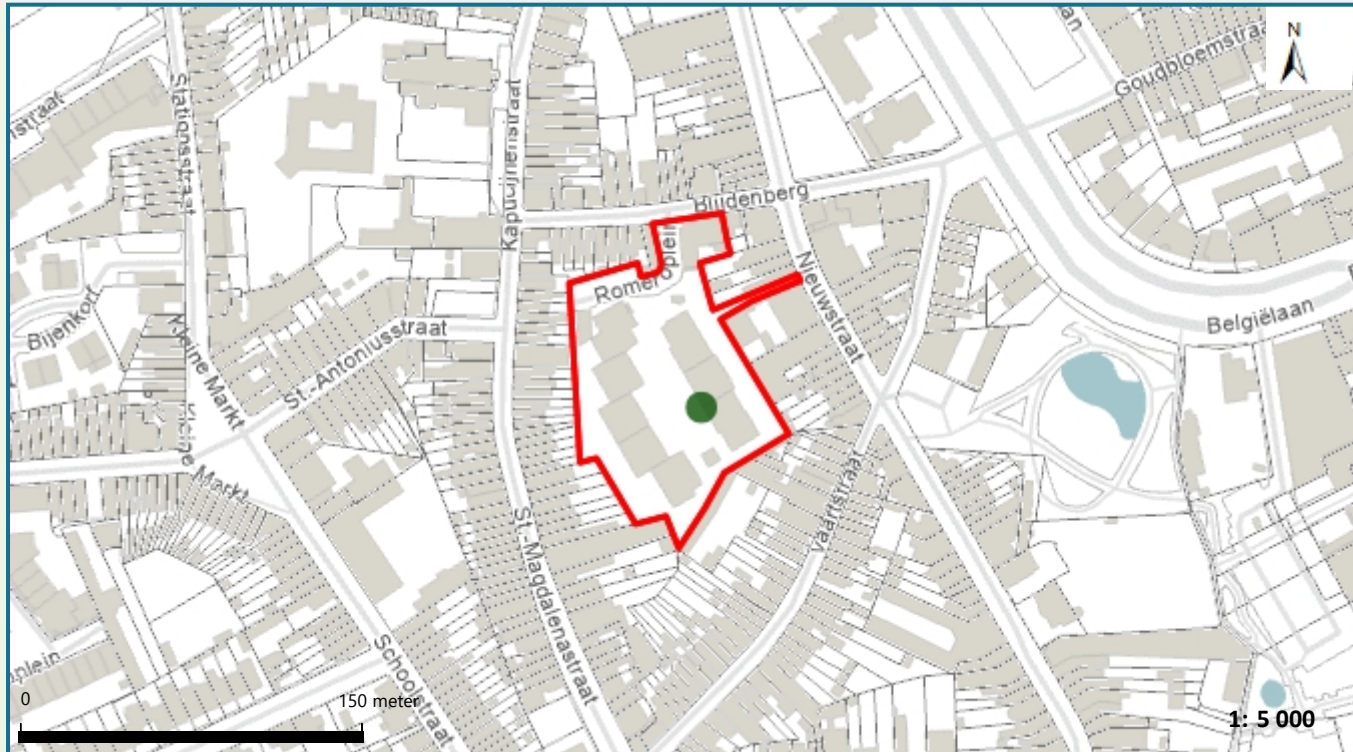 N
Goudbloemstraat
Stationsstraat
Kapucijnenstraat
Blijdenberg
Romeroplein
Nieuwstraat
Belgiëlaan
Bijenkorf
Kleine Markt
St.-Antoniusstraat
Kleine Markt
Vaartstraat
St.-Magdalenastraat
Schoolstraat
0
150 meter
1: 5 000